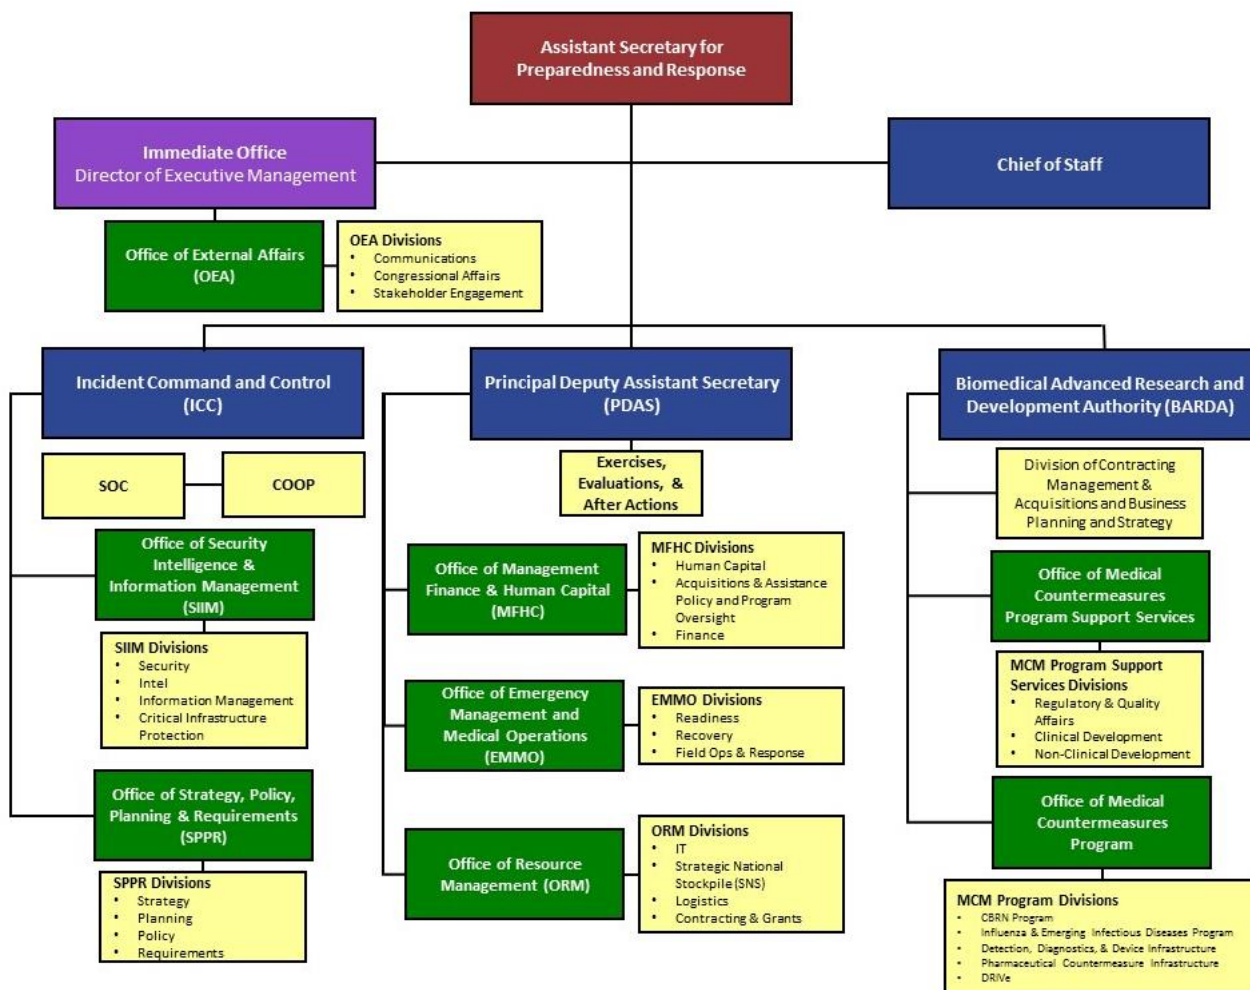 Assistant Secretary for
Preparedness and Response
Immediate Office
Director of Executive Management
Chief of Staff
Office of External Affairs
(OEA)
OEA Divisions
• Communications
• Congressional Affairs
• Stakeholder Engagement
Incident Command and Control
(ICC)
SOC
COOP
Office of Security
Intelligence &
Information Management
(SIIM)
SIIM Divisions
• Security
• Intel
• Information Management
• Critical Infrastructure
Protection
Office of Strategy, Policy,
Planning & Requirements
(SPPR)
SPPR Divisions
• Strategy
• Planning
• Policy
• Requirements
Principal Deputy Assistant Secretary
(PDAS)
Exercises,
Evaluations, &
After Actions
Office of Management
Finance & Human Capital
(MFHC)
MFHC Divisions
• Human Capital
• Acquisitions & Assistance
Policy and Program
Oversight
• Finance
Office of Emergency
Management and
Medical Operations
(EMMO)
EMMO Divisions
• Readiness
• Recovery
• Field Ops & Response
Office of Resource
Management (ORM)
ORM Divisions
• IT
• Strategic National
Stockpile (SNS)
• Logistics
• Contracting & Grants
Biomedical Advanced Research and
Development Authority (BARDA)
Division of Contracting
Management &
Acquisitions and Business
Planning and Strategy
Office of Medical
Countermeasures
Program Support Services
MCM Program Support
Services Divisions
• Regulatory & Quality
Affairs
• Clinical Development
• Non-Clinical Development
Office of Medical
Countermeasures
Program
MCM Program Divisions
• CBRN Program
• Influenza & Emerging Infectious Diseases Program
• Detection, Diagnostics, & Device Infrastructure
• Pharmaceutical Countermeasure Infrastructure
• DRIVe